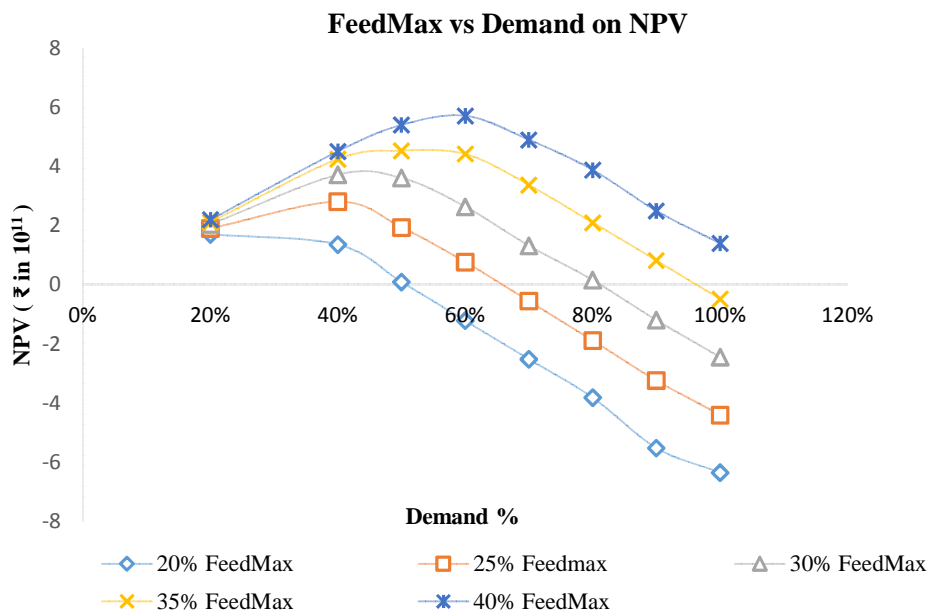 FeedMax vs Demand on NPV
8
6
4
2
0
-2
-4
-6
-8
NPV ( ₹ in 10¹¹ )
0% 20% 40% 60% 80% 100% 120%
Demand %
20% FeedMax 25% Feedmax 30% FeedMax
35% FeedMax 40% FeedMax